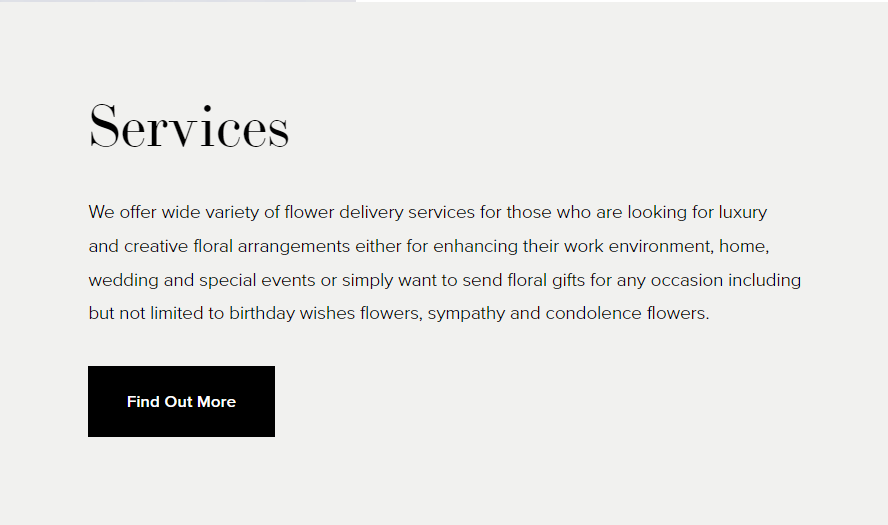 Services
We offer wide variety of flower delivery services for those who are looking for luxury
and creative floral arrangements either for enhancing their work environment, home,
wedding and special events or simply want to send floral gifts for any occasion including
but not limited to birthday wishes flowers, sympathy and condolence flowers.
Find Out More